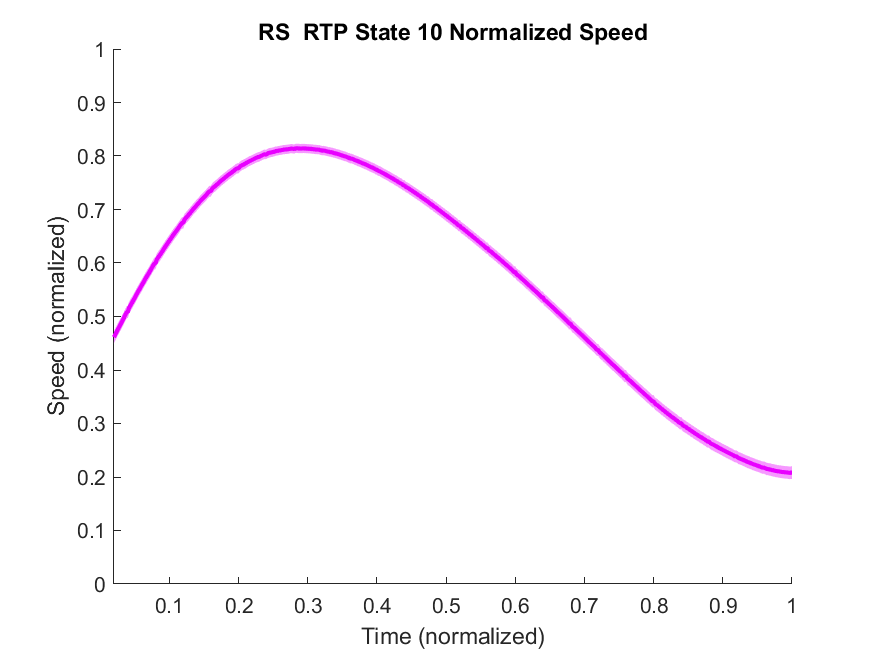 RS  RTP State 10 Normalized Speed
1
0.9
0.8
0.7
0.6
0.5
0.4
0.3
0.2
0.1
0
Speed (normalized)
0.1 0.2 0.3 0.4 0.5 0.6 0.7 0.8 0.9 1
Time (normalized)